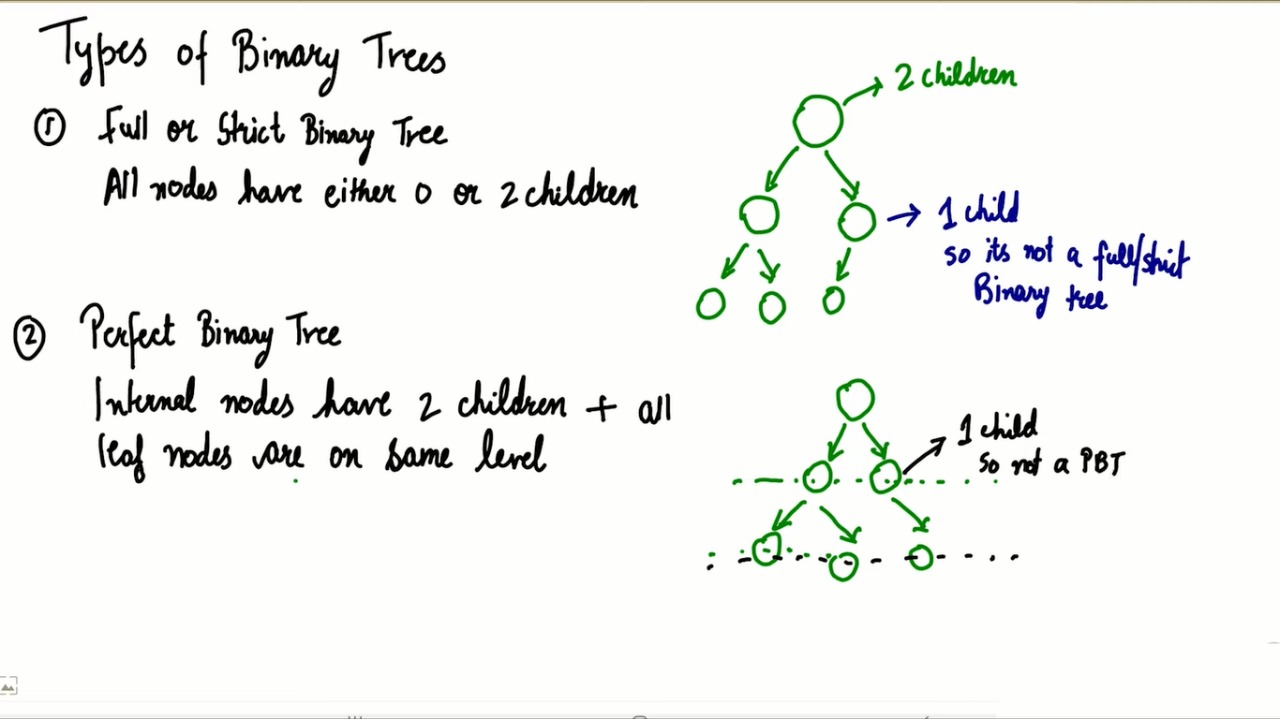 Types of Binary Trees
① Full or Strict Binary Tree
All nodes have either 0 or 2 children
② Perfect Binary Tree
Internal nodes have 2 children + all
leaf nodes are on same level
2 children
1 child
so its not a full/strict
Binary tree
1 child
So not a PBT